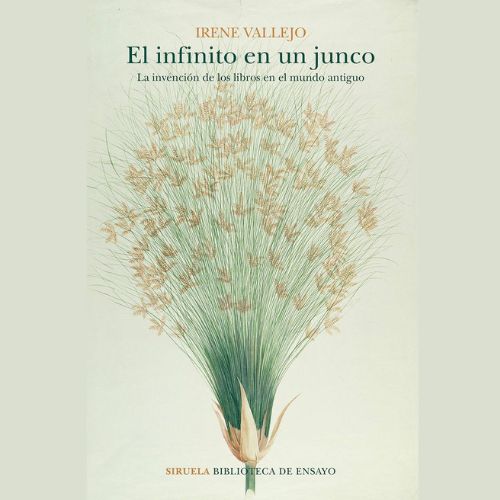 IRENE VALLEJO
El infinito en un junco
La invención de los libros en el mundo antiguo
SIRUELA BIBLIOTECA DE ENSAYO